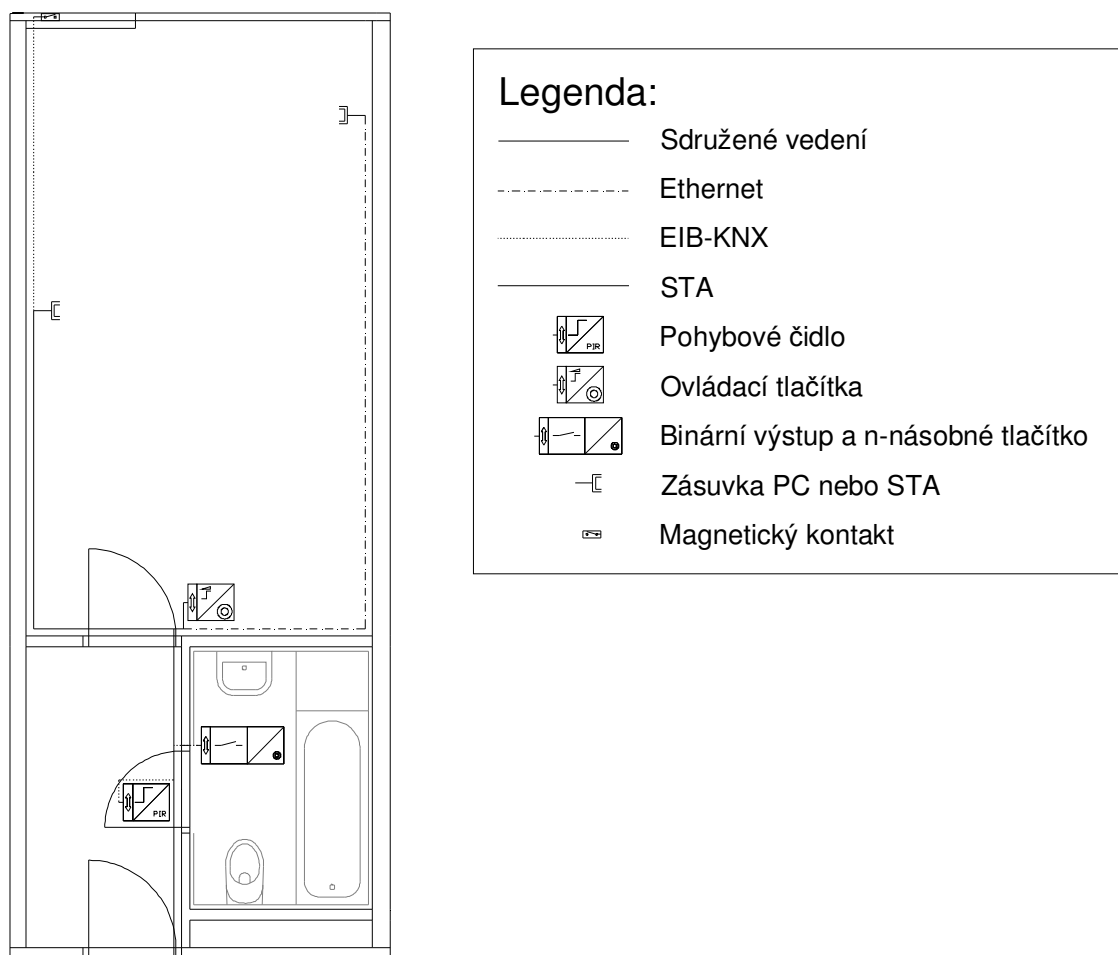 Legenda:
Sdružené vedení
Ethernet
EIB-KNX
STA
PIR
Pohybové čidlo
Ovládací tlačítka
Binární výstup a n-násobné tlačítko
Zásuvka PC nebo STA
Magnetický kontakt
PIR